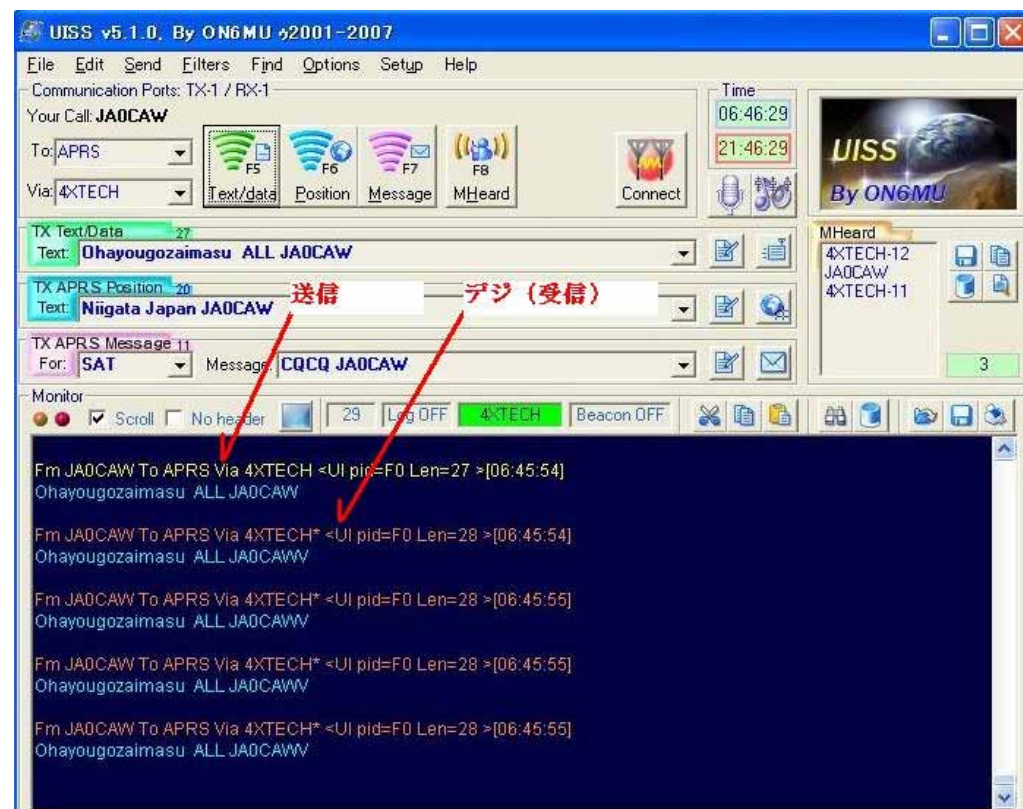 UISS v5.1.0, By ON6MU ｩ2001-2007
File Edit Send Filters Find Options Setup Help
Communication Ports: TX-1 / RX-1
Your Call: JA0CAW
To: APRS
Via: 4XTECH
F5
Text/data
F6
Position
F7
Message
F8
MHeard
Connect
Time
06:46:29
21:46:29
UISS
By ON6MU
TX Text/Data 27
Text: Ohayougozaimasu ALL JA0CAW
TX APRS Position 20
Text: Niigata Japan JA0CAW
送信
デジ（受信）
TX APRS Message 11
For: SAT Message: CQCQ JA0CAW
MHeard
4XTECH-12
JA0CAW
4XTECH-11
3
Monitor
Scroll No header 29 Log OFF 4XTECH Beacon OFF
Fm JA0CAW To APRS Via 4XTECH <UI pid=F0 Len=27 >[06:45:54]
Ohayougozaimasu ALL JA0CAW
Fm JA0CAW To APRS Via 4XTECH* <UI pid=F0 Len=28 >[06:45:54]
Ohayougozaimasu ALL JA0CAWV
Fm JA0CAW To APRS Via 4XTECH* <UI pid=F0 Len=28 >[06:45:55]
Ohayougozaimasu ALL JA0CAWV
Fm JA0CAW To APRS Via 4XTECH* <UI pid=F0 Len=28 >[06:45:55]
Ohayougozaimasu ALL JA0CAWV
Fm JA0CAW To APRS Via 4XTECH* <UI pid=F0 Len=28 >[06:45:55]
Ohayougozaimasu ALL JA0CAWV